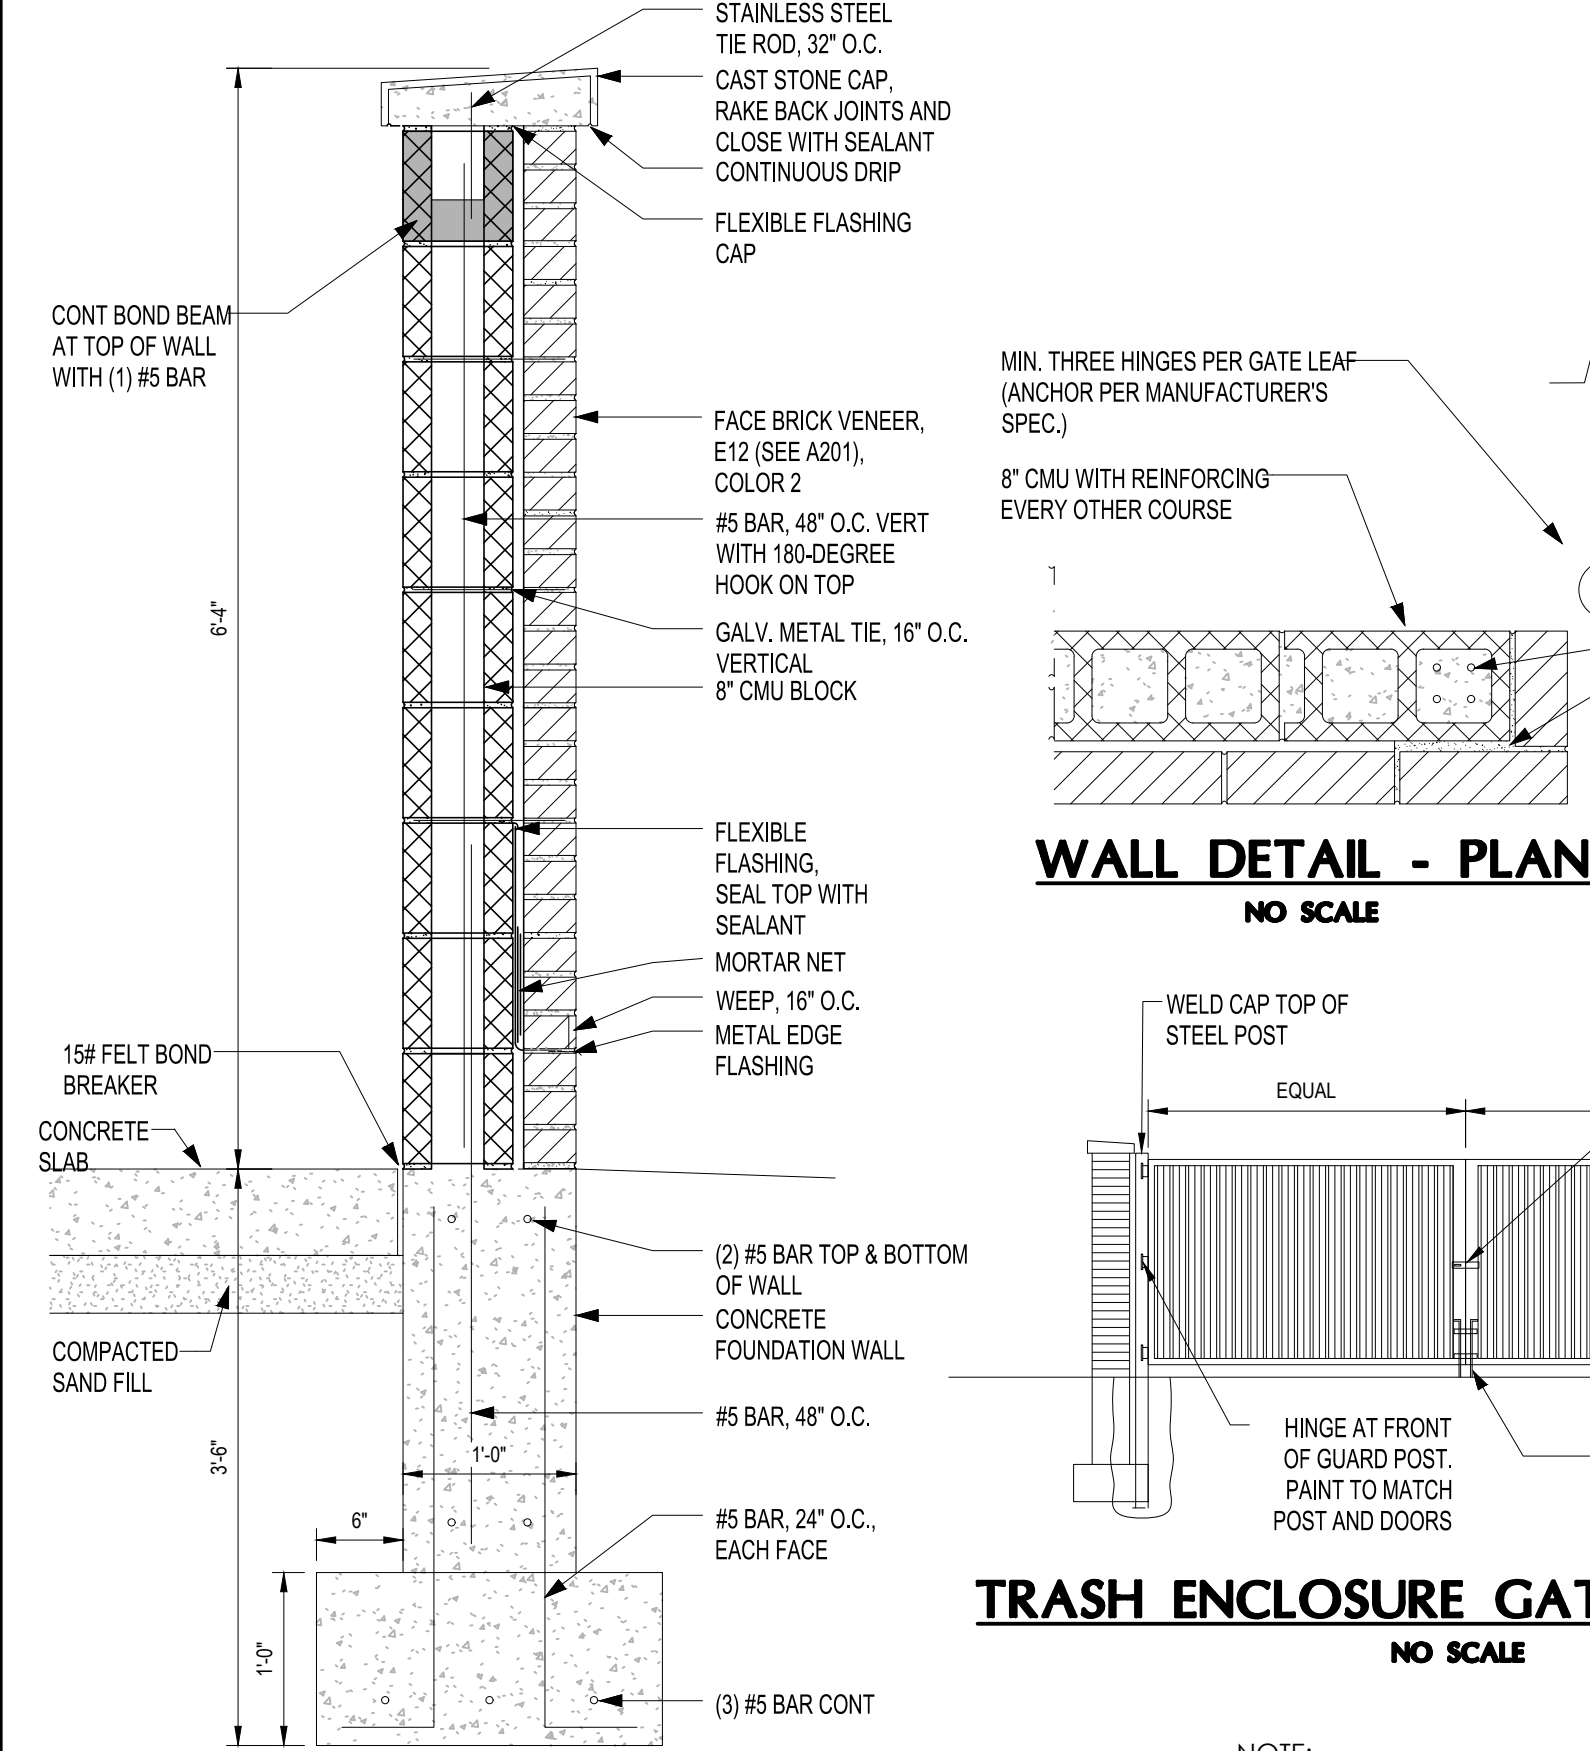 STAINLESS STEEL
TIE ROD, 32" O.C.
CAST STONE CAP,
RAKE BACK JOINTS AND
CLOSE WITH SEALANT
CONTINUOUS DRIP
FLEXIBLE FLASHING
CAP
CONT BOND BEAM
AT TOP OF WALL
WITH (1) #5 BAR
FACE BRICK VENEER,
E12 (SEE A201),
COLOR 2
#5 BAR, 48" O.C. VERT
WITH 180-DEGREE
HOOK ON TOP
6'-4"
GALV. METAL TIE, 16" O.C.
VERTICAL
8" CMU BLOCK
FLEXIBLE
FLASHING,
SEAL TOP WITH
SEALANT
MORTAR NET
WEEP, 16" O.C.
METAL EDGE
FLASHING
15# FELT BOND
BREAKER
CONCRETE
SLAB
(2) #5 BAR TOP & BOTTOM
OF WALL
CONCRETE
FOUNDATION WALL
COMPACTED
SAND FILL
#5 BAR, 48" O.C.
3'-6"
1'-0"
6"
#5 BAR, 24" O.C.,
EACH FACE
1'-0"
(3) #5 BAR CONT
MIN. THREE HINGES PER GATE LEAF
(ANCHOR PER MANUFACTURER'S
SPEC.)
8" CMU WITH REINFORCING
EVERY OTHER COURSE
WALL DETAIL - PLAN
NO SCALE
WELD CAP TOP OF
STEEL POST
EQUAL
HINGE AT FRONT
OF GUARD POST.
PAINT TO MATCH
POST AND DOORS
TRASH ENCLOSURE GAT
NO SCALE
NOTE: